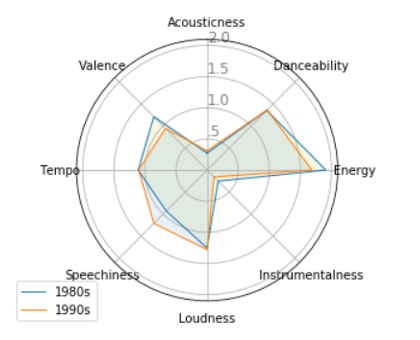 Acousticness
2.0
Valence
Danceability
1.5
1.0
.5
Tempo
Energy
Speechiness
Instrumentalness
1980s
1990s
Loudness